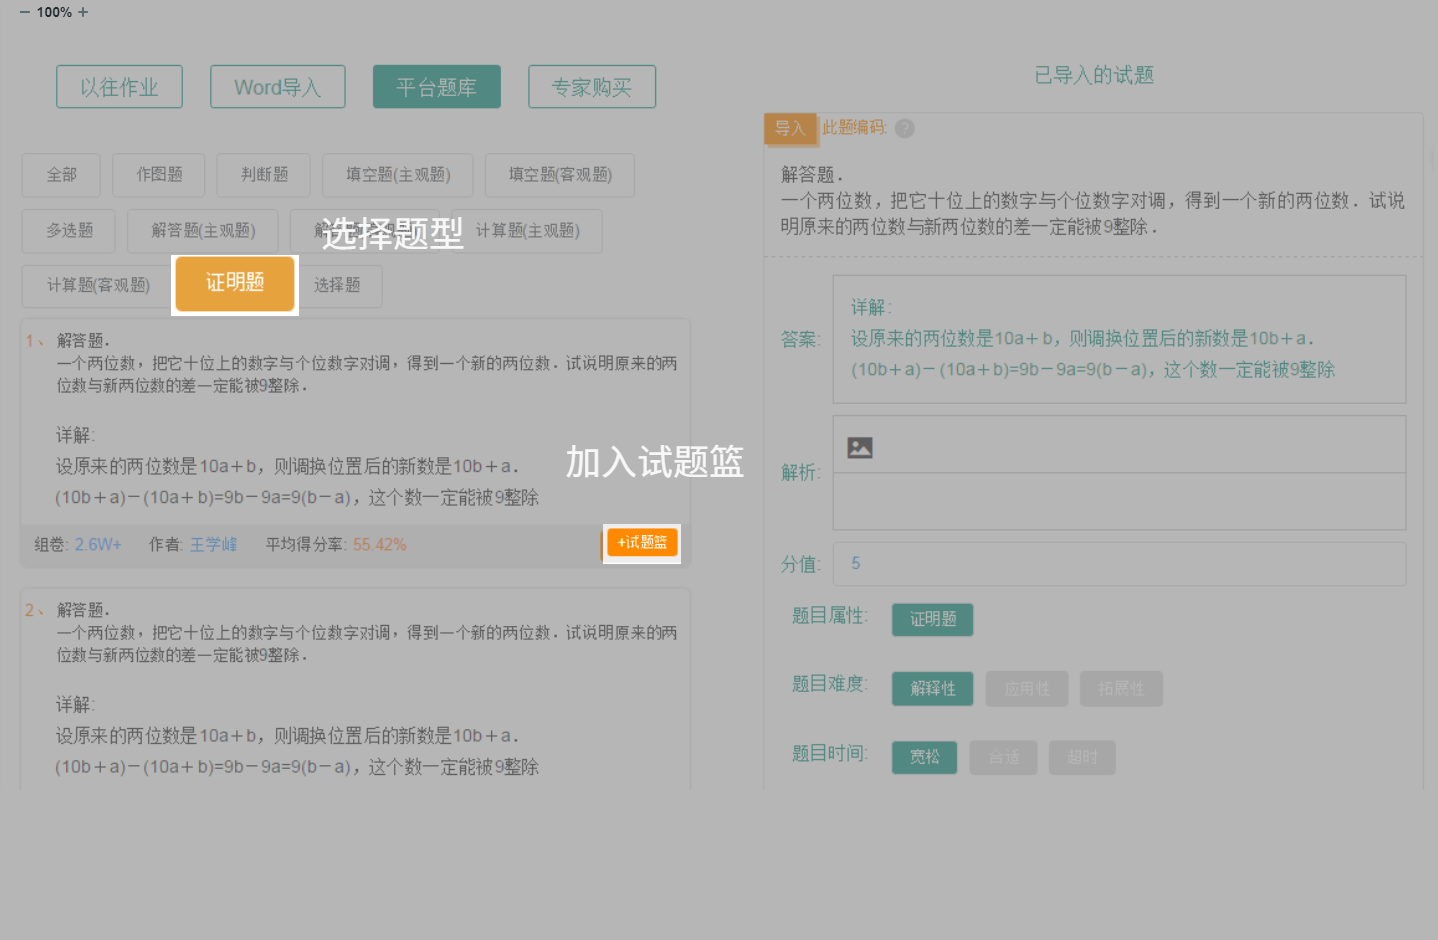 — 100% +
以往作业 Word导入 平台题库 专家购买
全部 作图题 判断题 填空题(主观题) 填空题(客观题)
多选题 解答题(主观题) 计算题(主观题)
选择题型
计算题(客观题) 证明题 选择题
1、 解答题.
一个两位数，把它十位上的数字与个位数字对调，得到一个新的两位数．试说明原来的两
位数与新两位数的差一定能被9整除．
详解:
设原来的两位数是10a＋b，则调换位置后的新数是10b＋a．
(10b＋a)－(10a＋b)=9b－9a=9(b－a)，这个数一定能被9整除
加入试题篮
组卷: 2.6W+ 作者: 王学峰 平均得分率: 55.42% +试题篮
2、 解答题.
一个两位数，把它十位上的数字与个位数字对调，得到一个新的两位数．试说明原来的两
位数与新两位数的差一定能被9整除．
详解:
设原来的两位数是10a＋b，则调换位置后的新数是10b＋a．
(10b＋a)－(10a＋b)=9b－9a=9(b－a)，这个数一定能被9整除
已导入的试题
导入 此题编码: ?
解答题．
一个两位数，把它十位上的数字与个位数字对调，得到一个新的两位数．试说
明原来的两位数与新两位数的差一定能被9整除．
答案:
详解:
设原来的两位数是10a＋b，则调换位置后的新数是10b＋a．
(10b＋a)－(10a＋b)=9b－9a=9(b－a)，这个数一定能被9整除
解析:
分值: 5
题目属性: 证明题
题目难度: 解释性 应用性 拓展性
题目时间: 宽松 合适 超时